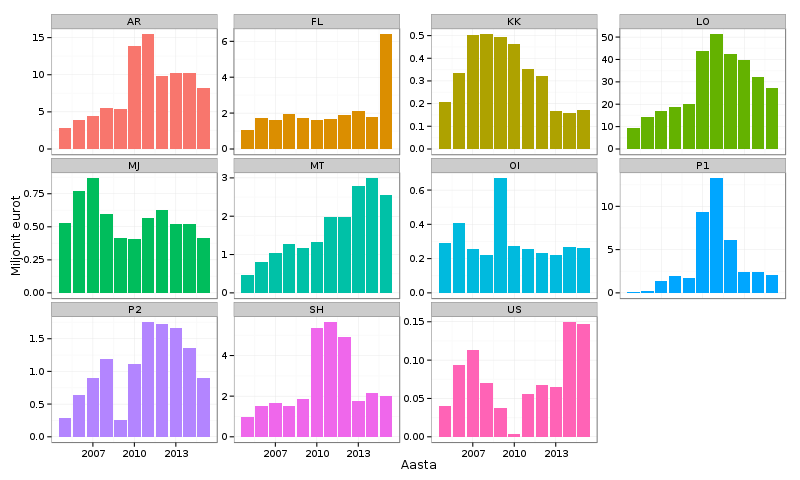 AR
FL
KK
LO
15
10
5
0
6
4
2
0
0.5
0.4
0.3
0.2
0.1
0.0
50
40
30
20
10
0
MJ
MT
OI
P1
0.75
0.50
0.25
0.00
3
2
1
0
0.6
0.4
0.2
0.0
10
5
0
P2
SH
US
1.5
1.0
0.5
0.0
4
2
0
0.15
0.10
0.05
0.00
2007 2010 2013
2007 2010 2013
2007 2010 2013
Aasta
Miljonit eurot